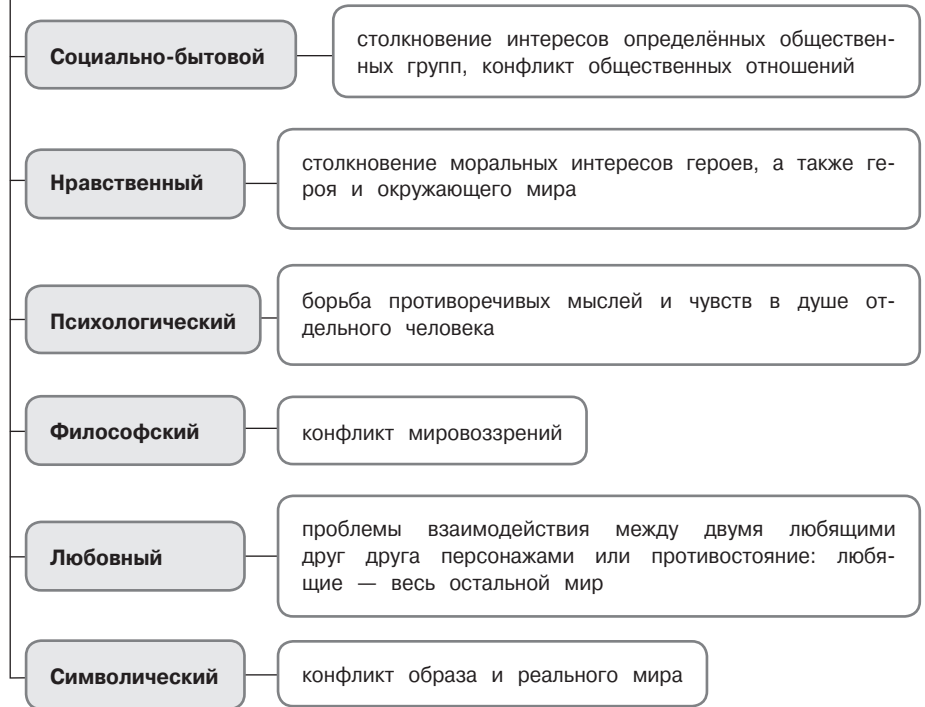 Социально-бытовой
столкновение интересов определённых обществен-
ных групп, конфликт общественных отношений
Нравственный
столкновение моральных интересов героев, а также ге-
роя и окружающего мира
Психологический
борьба противоречивых мыслей и чувств в душе от-
дельного человека
Философский
конфликт мировоззрений
Любовный
проблемы взаимодействия между двумя любящими
друг друга персонажами или противостояние: любя-
щие — весь остальной мир
Символический
конфликт образа и реального мира